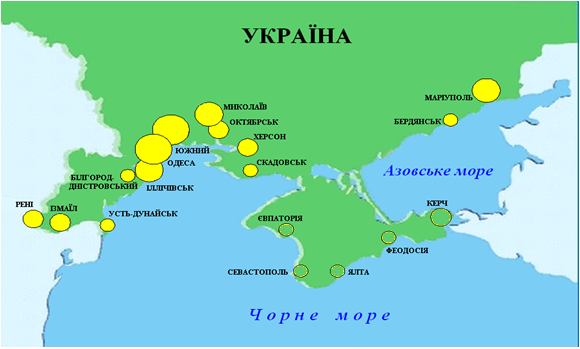 УКРАЇНА
МАРІУПОЛЬ
МИКОЛАЇВ
БЕРДЯНСЬК
ОКТЯБРСЬК
ХЕРСОН
ЮЖНИЙ
ОДЕСА
СКАДОВСЬК
Азовське море
БІЛГОРОД.
ДНІСТРОВСЬКИЙ
ІЛЛІЧІВСЬК
РЕНІ
ІЗМАЇЛ
УСТЬ-ДУНАЙСЬК
ЄВПАТОРІЯ
КЕРЧ
ФЕОДОСІЯ
СЕВАСТОПОЛЬ
ЯЛТА
Чорне море